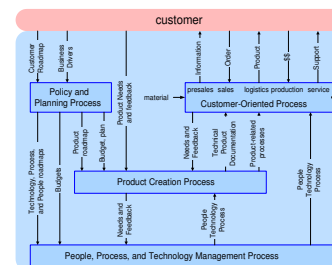 customer
Customer
Roadmap
Business
Drivers
Product Needs
and feedback
Information
Order
Product
$$
Support
Policy and
Planning Process
material
presales sales logistics production service
Customer-Oriented Process
Technology, Process,
and People roadmaps
Budgets
Product
roadmap
Budget, plan
Needs and
Feedback
Technical
Product
Documentation
Product-related
processes
People
Technology
Process
Product Creation Process
Needs and
Feedback
People
Technology
Process
People, Process, and Technology Management Process